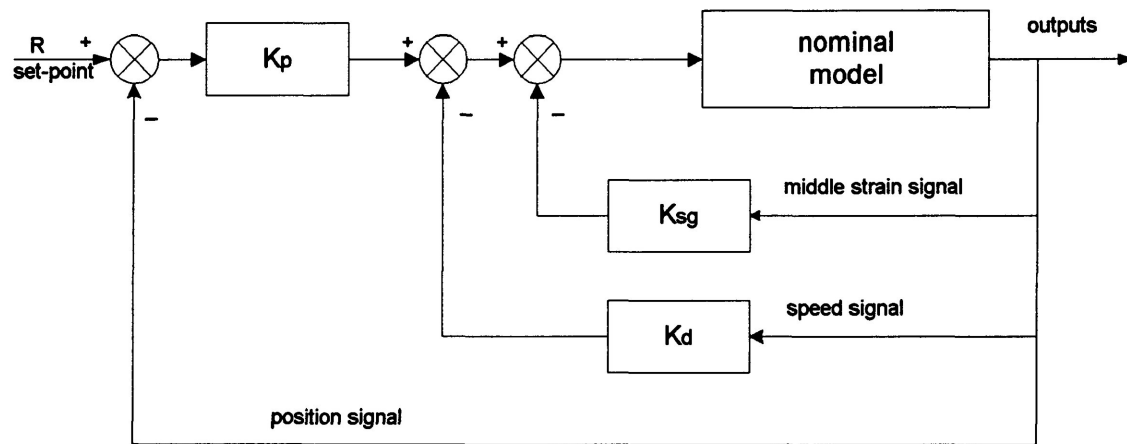 R
+
set-point
−
Kp
+
−
+
−
nominal
model
outputs
middle strain signal
Ksg
speed signal
Kd
position signal